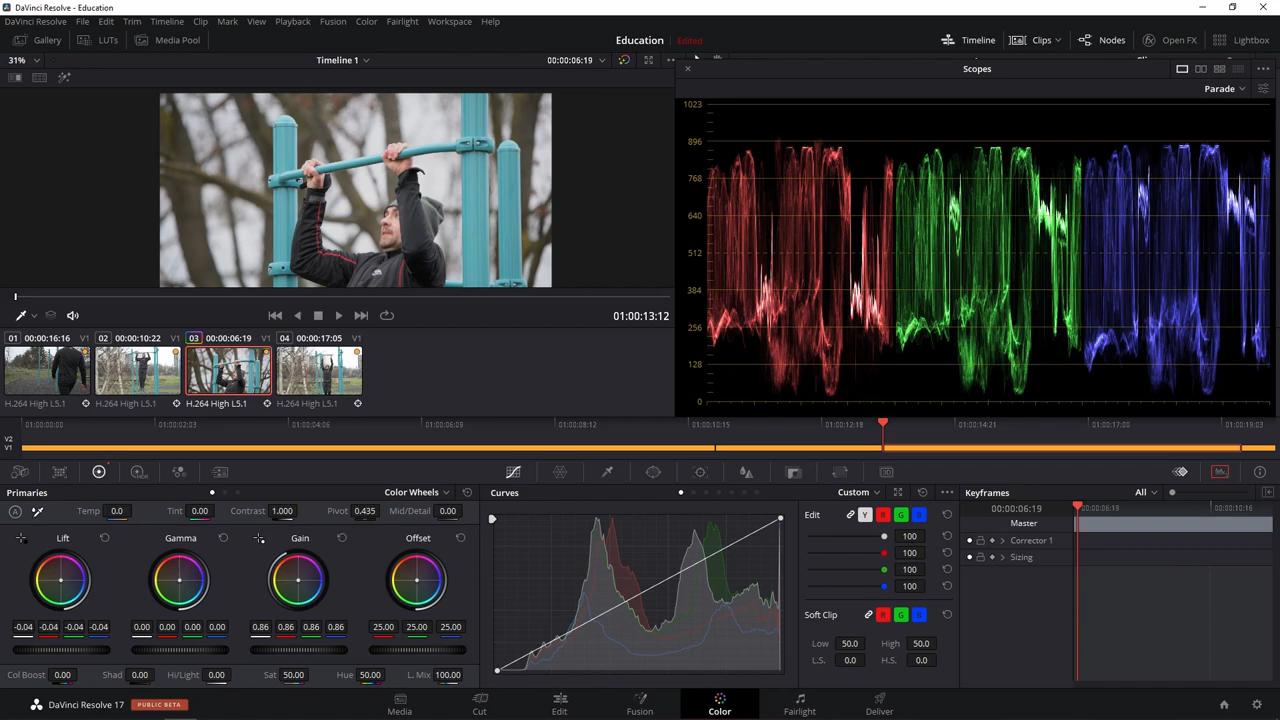 DaVinci Resolve - Education
DaVinci Resolve File Edit Trim Timeline Clip Mark View Playback Fusion Color Fairlight Workspace Help
Gallery LUTs Media Pool Education Edited Timeline Clips Nodes Open FX Lightbox
31% Timeline 1 00:00:06:19
Scopes
Parade
1023
896
768
640
512
384
256
128
0
01:00:13:12
01 00:00:16:16 V1 02 00:00:10:22 V1 03 00:00:06:19 V1 04 00:00:17:05 V1
H.264 High L5.1 H.264 High L5.1 H.264 High L5.1 H.264 High L5.1
01:00:00:00 01:00:02:03 01:00:04:06 01:00:06:09 01:00:08:12 01:00:10:15 01:00:12:18 01:00:14:21 01:00:17:00 01:00:19:03
V2
V1
Primaries Color Wheels Curves Custom Keyframes All
Temp 0.0 Tint 0.00 Contrast 1.000 Pivot 0.435 Mid/Detail 0.00
Lift Gamma Gain Offset
-0.04 -0.04 -0.04 -0.04 0.00 0.00 0.00 0.00 0.86 0.86 0.86 0.86 25.00 25.00 25.00
Col Boost 0.00 Shad 0.00 Hi/Light 0.00 Sat 50.00 Hue 50.00 L. Mix 100.00
Edit Y R G B
100
100
100
100
Soft Clip R G B
Low 50.0 High 50.0
L.S. 0.0 H.S. 0.0
00:00:06:19 00:00:06:19 00:00:10:16
Master
Corrector 1
Sizing
DaVinci Resolve 17 PUBLIC BETA
Media Cut Edit Fusion Color Fairlight Deliver